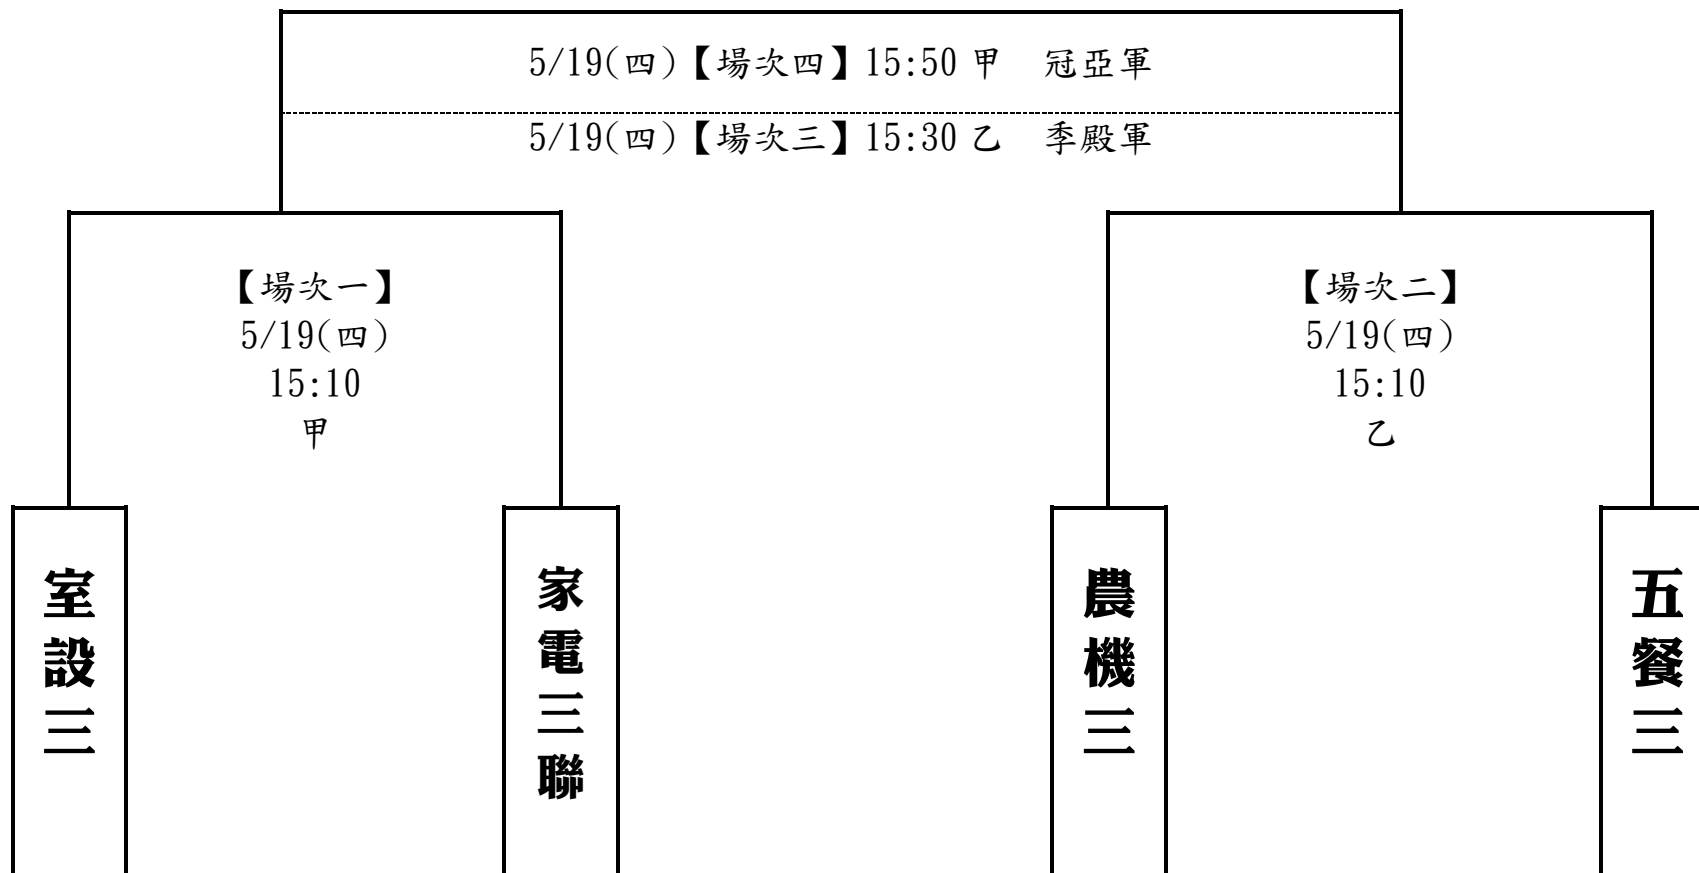 5/19(四)【場次四】15:50 甲　冠亞軍
5/19(四)【場次三】15:30 乙　季殿軍
【場次一】
5/19(四)
15:10
甲
【場次二】
5/19(四)
15:10
乙
室設三
家電三聯
農機三
五餐三